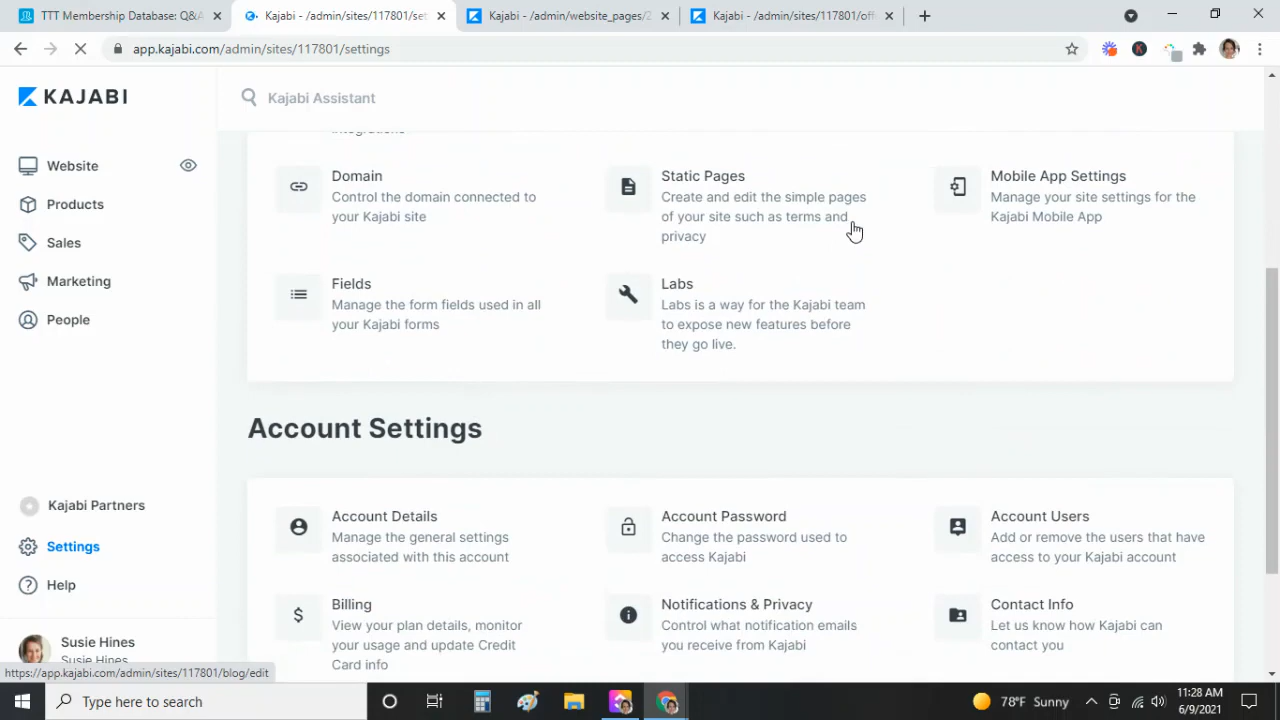 TTT Membership Database: Q&A
Kajabi - /admin/sites/117801/set
Kajabi - /admin/website_pages/2
Kajabi - /admin/sites/117801/off
app.kajabi.com/admin/sites/117801/settings
KAJABI
Kajabi Assistant
Website
Products
Sales
Marketing
People
Kajabi Partners
Settings
Help
Susie Hines
Susie Hines
integrations
Domain
Control the domain connected to
your Kajabi site
Static Pages
Create and edit the simple pages
of your site such as terms and
privacy
Mobile App Settings
Manage your site settings for the
Kajabi Mobile App
Fields
Manage the form fields used in all
your Kajabi forms
Labs
Labs is a way for the Kajabi team
to expose new features before
they go live.
Account Settings
Account Details
Manage the general settings
associated with this account
Account Password
Change the password used to
access Kajabi
Account Users
Add or remove the users that have
access to your Kajabi account
Billing
View your plan details, monitor
your usage and update Credit
Card info
Notifications & Privacy
Control what notification emails
you receive from Kajabi
Contact Info
Let us know how Kajabi can
contact you
https://app.kajabi.com/admin/sites/117801/blog/edit
Type here to search
78°F Sunny
11:28 AM
6/9/2021